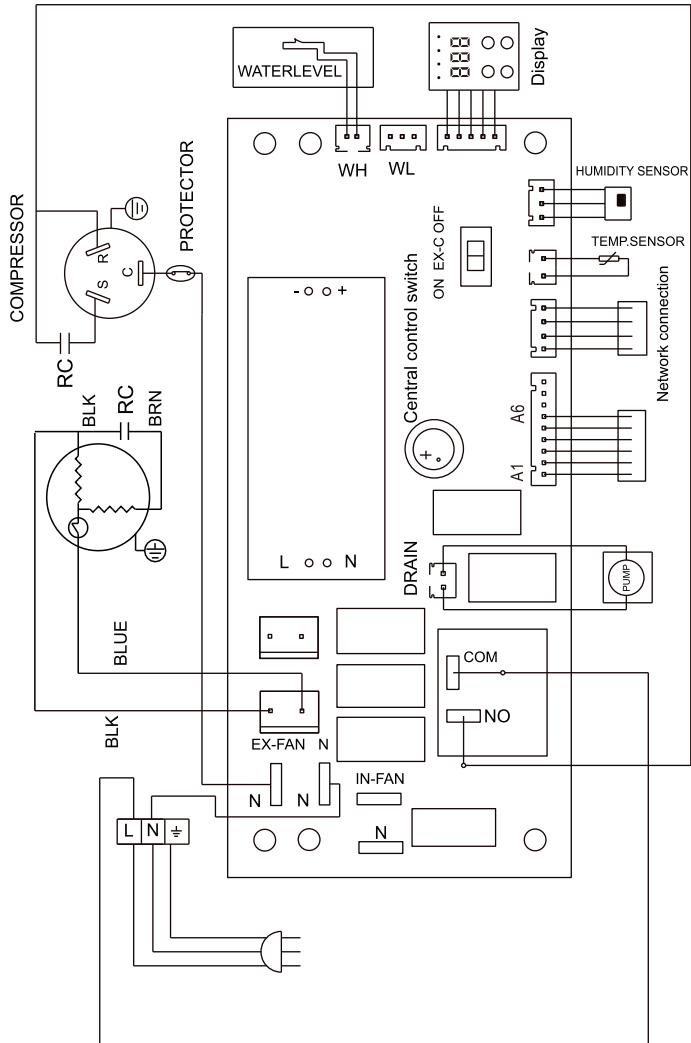 WATERLEVEL
Display
WH
WL
COMPRESSOR
R
S
C
PROTECTOR
RC
HUMIDITY SENSOR
TEMP.SENSOR
Network connection
ON EX-C OFF
Central control switch
- +
L N
A6
A1
BLK
RC
BRN
BLUE
BLK
DRAIN
PUMP
COM
NO
EX-FAN N
N
N
IN-FAN
N
L N